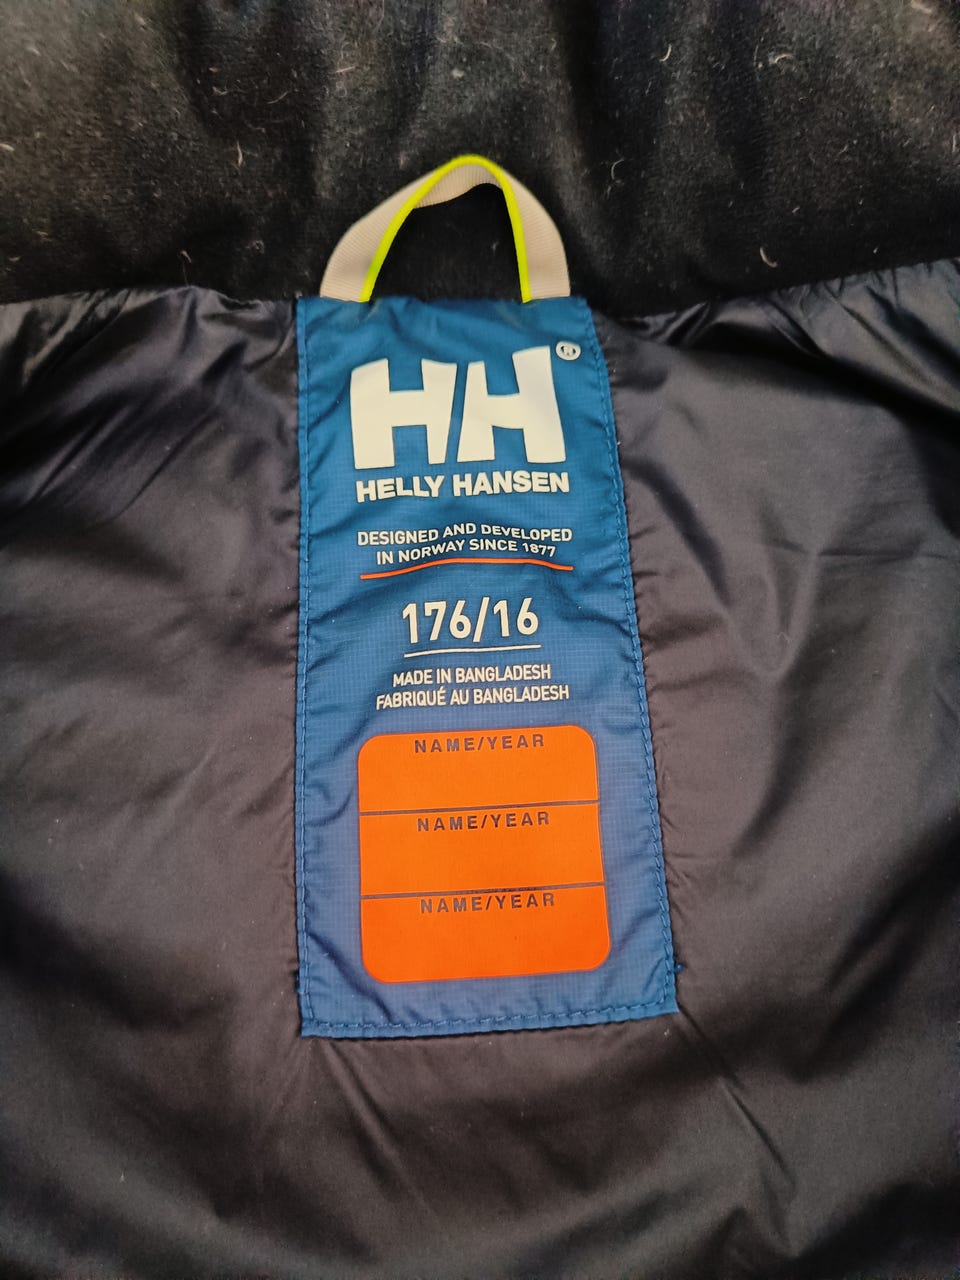 HH®
HELLY HANSEN
DESIGNED AND DEVELOPED
IN NORWAY SINCE 1877
176/16
MADE IN BANGLADESH
FABRIQUÉ AU BANGLADESH
NAME/YEAR
NAME/YEAR
NAME/YEAR